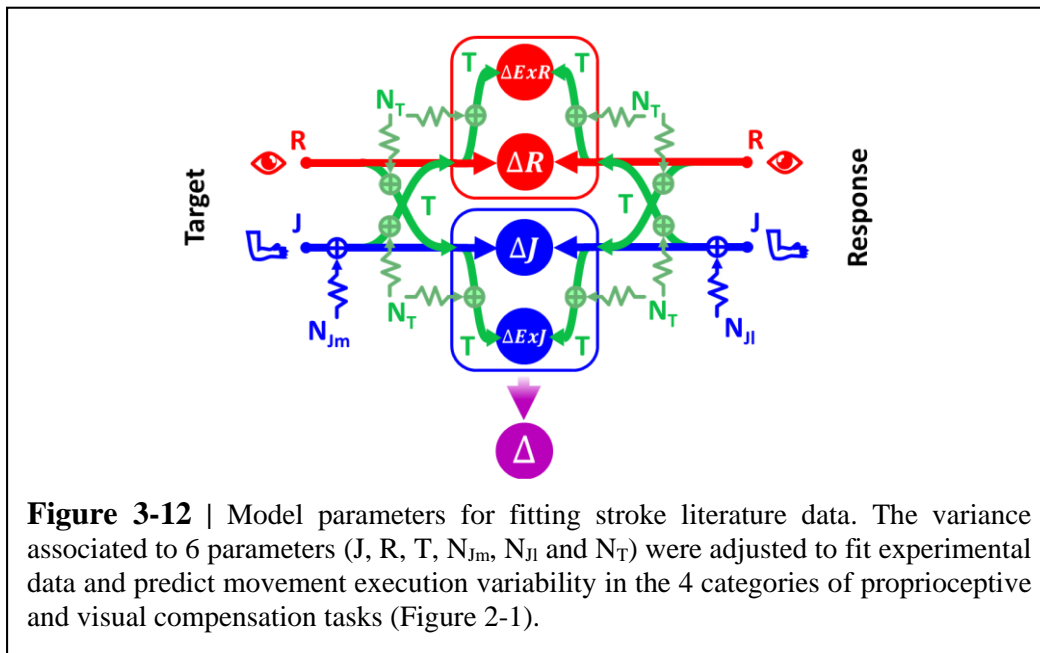 T ΔExR T
N_T N_T
R ΔR R
Target T T Response
J ΔJ J
N_Jm N_T T ΔExJ T N_T N_Jl
Δ
Figure 3-12 | Model parameters for fitting stroke literature data. The variance
associated to 6 parameters (J, R, T, N_Jm, N_Jl and N_T) were adjusted to fit experimental
data and predict movement execution variability in the 4 categories of proprioceptive
and visual compensation tasks (Figure 2-1).